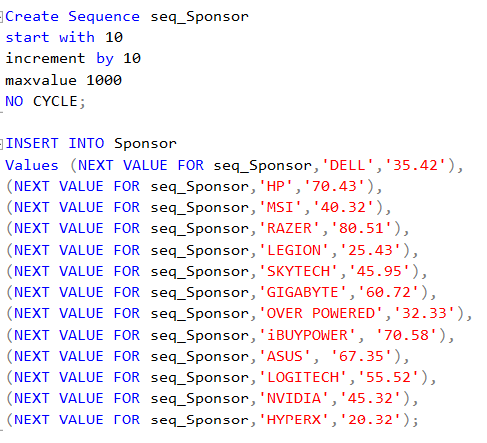 Create Sequence seq_Sponsor
start with 10
increment by 10
maxvalue 1000
NO CYCLE;
INSERT INTO Sponsor
Values (NEXT VALUE FOR seq_Sponsor,'DELL','35.42'),
(NEXT VALUE FOR seq_Sponsor,'HP','70.43'),
(NEXT VALUE FOR seq_Sponsor,'MSI','40.32'),
(NEXT VALUE FOR seq_Sponsor,'RAZER','80.51'),
(NEXT VALUE FOR seq_Sponsor,'LEGION','25.43'),
(NEXT VALUE FOR seq_Sponsor,'SKYTECH','45.95'),
(NEXT VALUE FOR seq_Sponsor,'GIGABYTE','60.72'),
(NEXT VALUE FOR seq_Sponsor,'OVER POWERED','32.33'),
(NEXT VALUE FOR seq_Sponsor,'iBUYPOWER', '70.58'),
(NEXT VALUE FOR seq_Sponsor,'ASUS', '67.35'),
(NEXT VALUE FOR seq_Sponsor,'LOGITECH','55.52'),
(NEXT VALUE FOR seq_Sponsor,'NVIDIA','45.32'),
(NEXT VALUE FOR seq_Sponsor,'HYPERX','20.32');